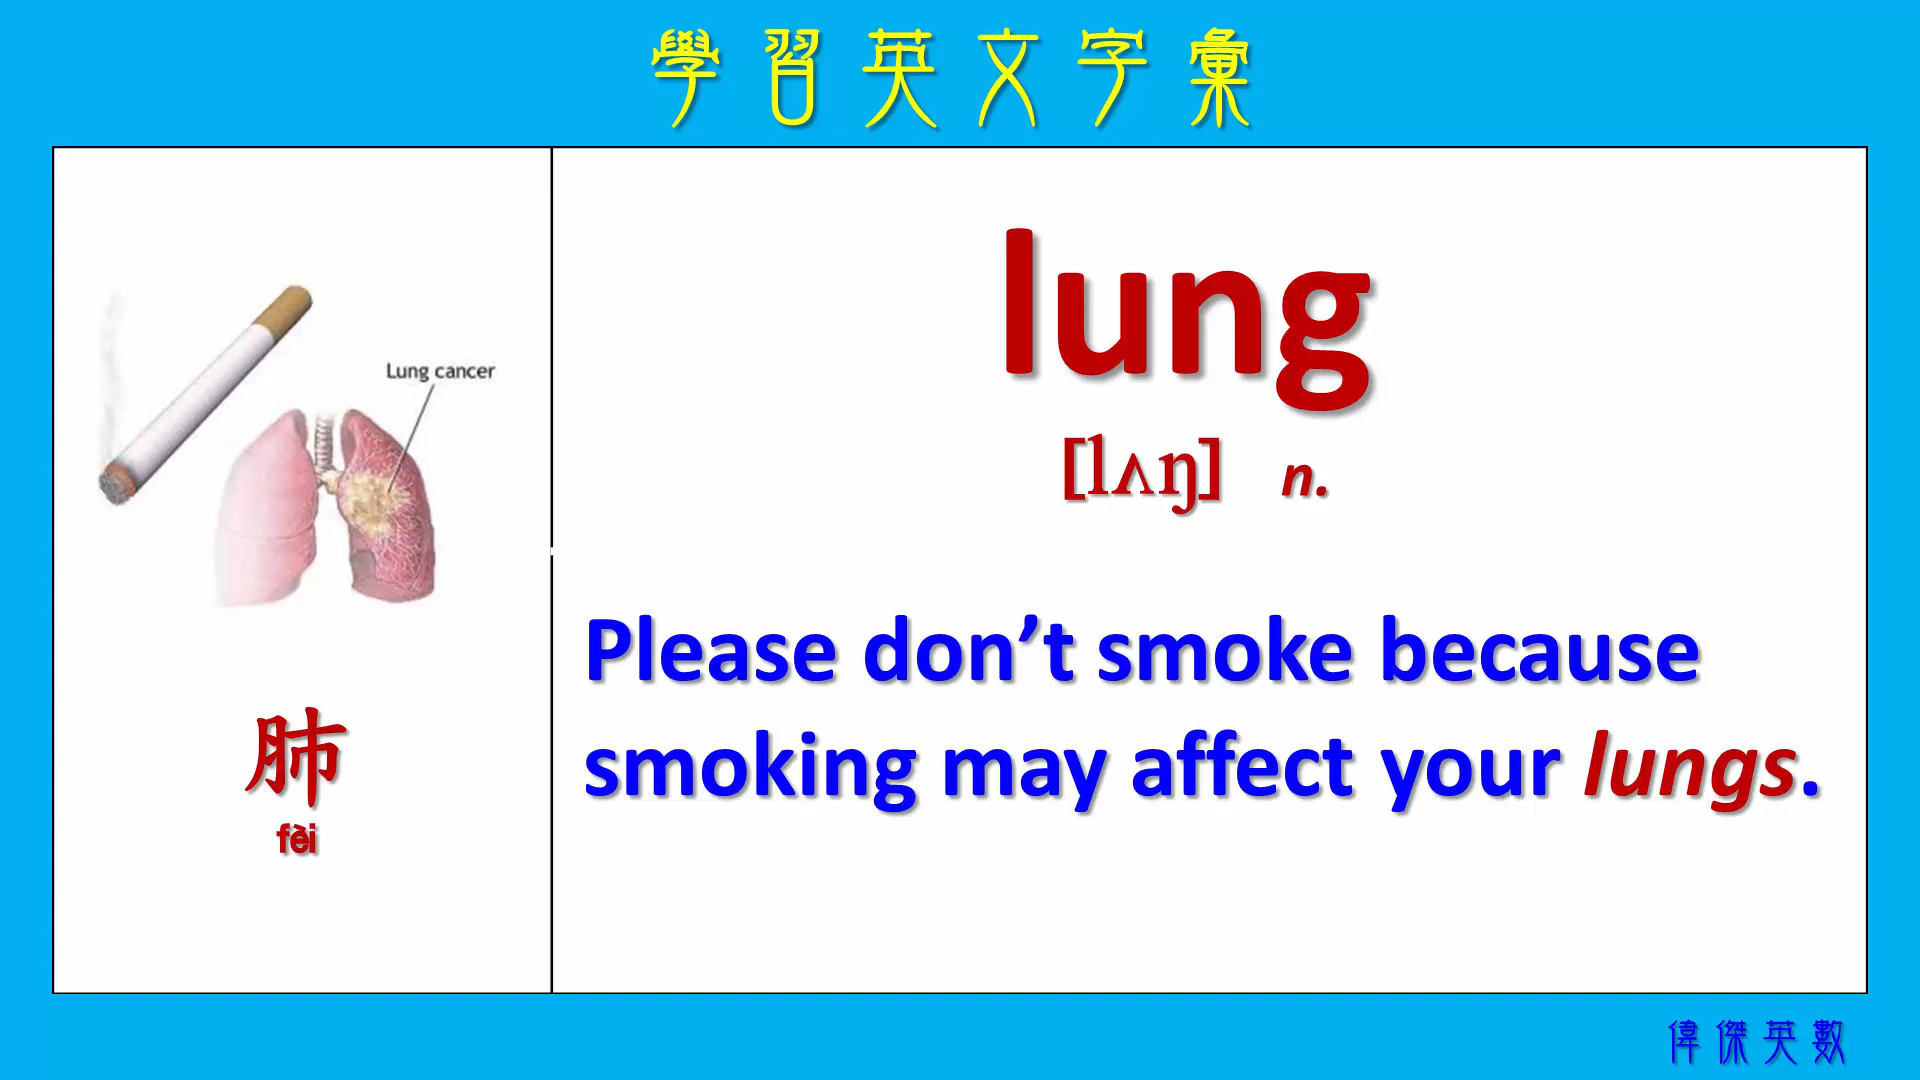 學習英文字彙
Lung cancer
肺
fèi
lung
[lʌŋ] n.
Please don’t smoke because
smoking may affect your lungs.
偉傑英數